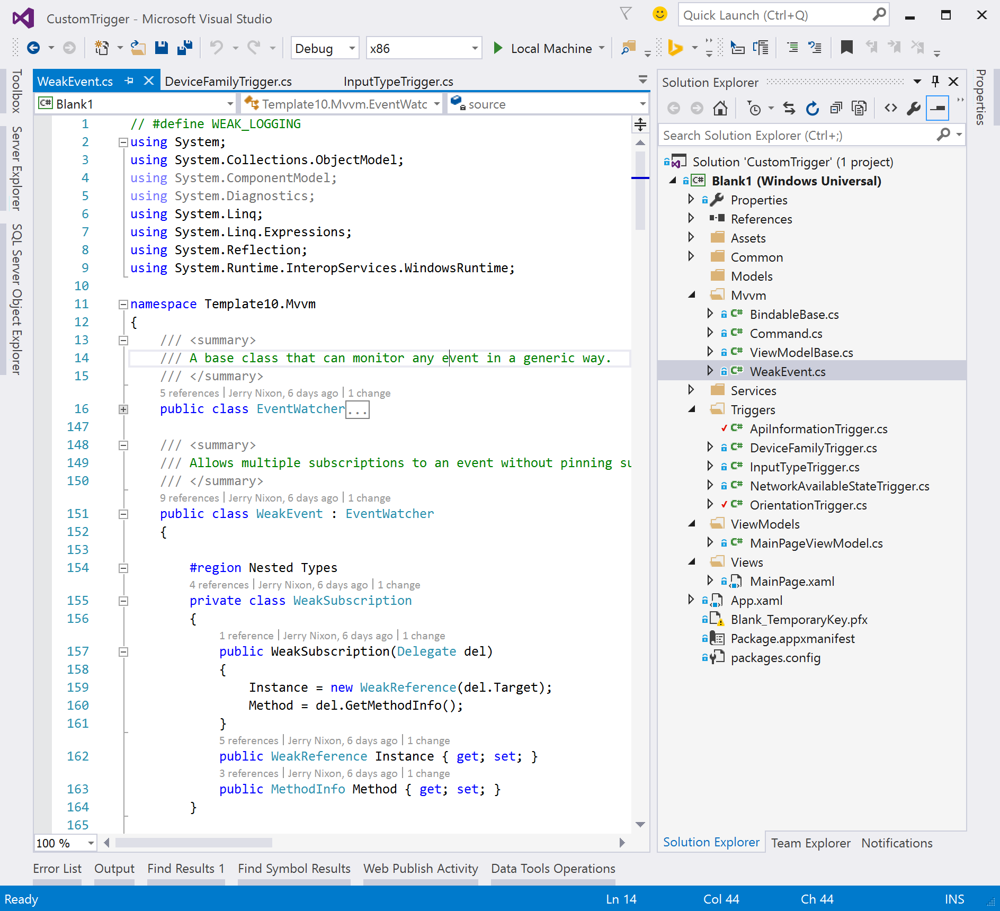 CustomTrigger - Microsoft Visual Studio
Quick Launch (Ctrl+Q)
Debug
x86
Local Machine
Toolbox
Server Explorer
SQL Server Object Explorer
WeakEvent.cs
DeviceFamilyTrigger.cs
InputTypeTrigger.cs
C# Blank1
Template10.Mvvm.EventWatc
source
1 // #define WEAK_LOGGING
2 using System;
3 using System.Collections.ObjectModel;
4 using System.ComponentModel;
5 using System.Diagnostics;
6 using System.Linq;
7 using System.Linq.Expressions;
8 using System.Reflection;
9 using System.Runtime.InteropServices.WindowsRuntime;
10
11 namespace Template10.Mvvm
12 {
13 /// <summary>
14 /// A base class that can monitor any event in a generic way.
15 /// </summary>
5 references | Jerry Nixon, 6 days ago | 1 change
16 public class EventWatcher...
147
148 /// <summary>
149 /// Allows multiple subscriptions to an event without pinning su
150 /// </summary>
9 references | Jerry Nixon, 6 days ago | 1 change
151 public class WeakEvent : EventWatcher
152 {
153
154 #region Nested Types
4 references | Jerry Nixon, 6 days ago | 1 change
155 private class WeakSubscription
156 {
1 reference | Jerry Nixon, 6 days ago | 1 change
157 public WeakSubscription(Delegate del)
158 {
159 Instance = new WeakReference(del.Target);
160 Method = del.GetMethodInfo();
161 }
5 references | Jerry Nixon, 6 days ago | 1 change
162 public WeakReference Instance { get; set; }
3 references | Jerry Nixon, 6 days ago | 1 change
163 public MethodInfo Method { get; set; }
164 }
165
100 %
Solution Explorer
Search Solution Explorer (Ctrl+;)
Solution 'CustomTrigger' (1 project)
C# Blank1 (Windows Universal)
Properties
References
Assets
Common
Models
Mvvm
C# BindableBase.cs
C# Command.cs
C# ViewModelBase.cs
C# WeakEvent.cs
Services
Triggers
C# ApiInformationTrigger.cs
C# DeviceFamilyTrigger.cs
C# InputTypeTrigger.cs
C# NetworkAvailableStateTrigger.cs
C# OrientationTrigger.cs
ViewModels
C# MainPageViewModel.cs
Views
MainPage.xaml
App.xaml
Blank_TemporaryKey.pfx
Package.appxmanifest
packages.config
Solution Explorer Team Explorer Notifications
Properties
Error List Output Find Results 1 Find Symbol Results Web Publish Activity Data Tools Operations
Ready Ln 14 Col 44 Ch 44 INS